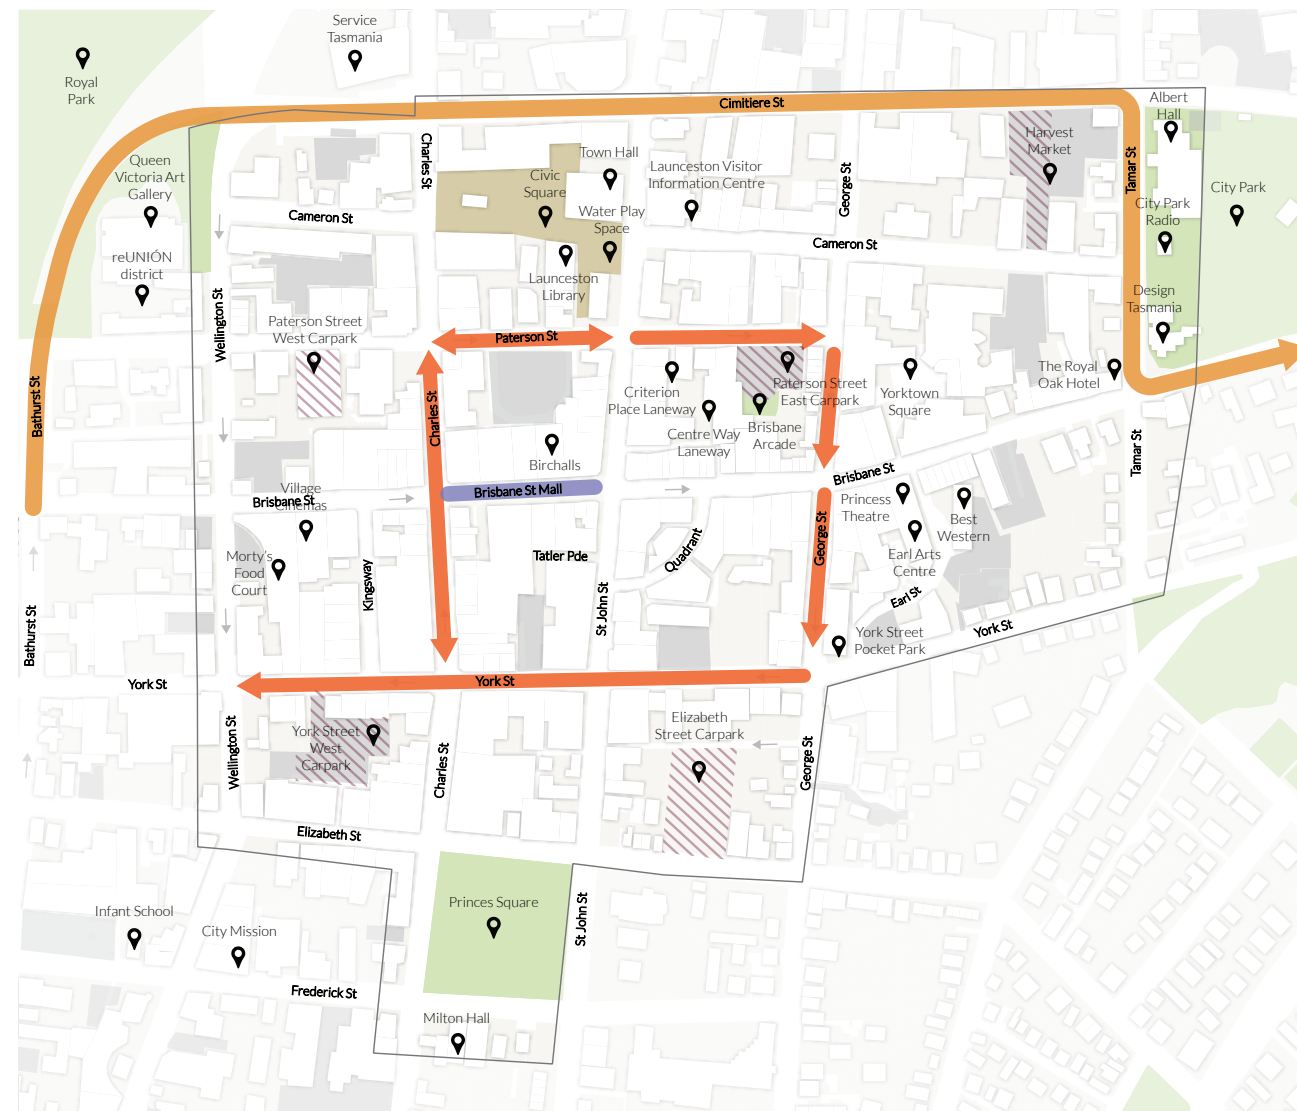 Service
Tasmania
Royal
Park
Cimitiere St
Albert
Hall
Charles St
Harvest
Market
Queen
Victoria Art
Gallery
Town Hall
Launceston Visitor
Information Centre
George St
Tamar St
Civic
Square
City Park
Cameron St
Water Play
Space
City Park
Radio
Cameron St
reUNIÓN
district
Launceston
Library
Design
Tasmania
Wellington St
Paterson Street
West Carpark
Paterson St
Bathurst St
Charles St
Criterion
Place Laneway
Paterson Street
East Carpark
Yorktown
Square
The Royal
Oak Hotel
Centre Way
Laneway
Brisbane
Arcade
Tamar St
Birchalls
Brisbane St
Village
Cinemas
Brisbane St
Brisbane St Mall
Princess
Theatre
Best
Western
George St
Earl Arts
Centre
Morty's
Food
Court
Kingsway
Tatler Pde
Quadrant
St John St
Earl St
Bathurst St
York Street
Pocket Park
York St
York St
York St
Wellington St
York Street
West
Carpark
Charles St
Elizabeth
Street Carpark
George St
Elizabeth St
Princes Square
St John St
Infant School
City Mission
Frederick St
Milton Hall